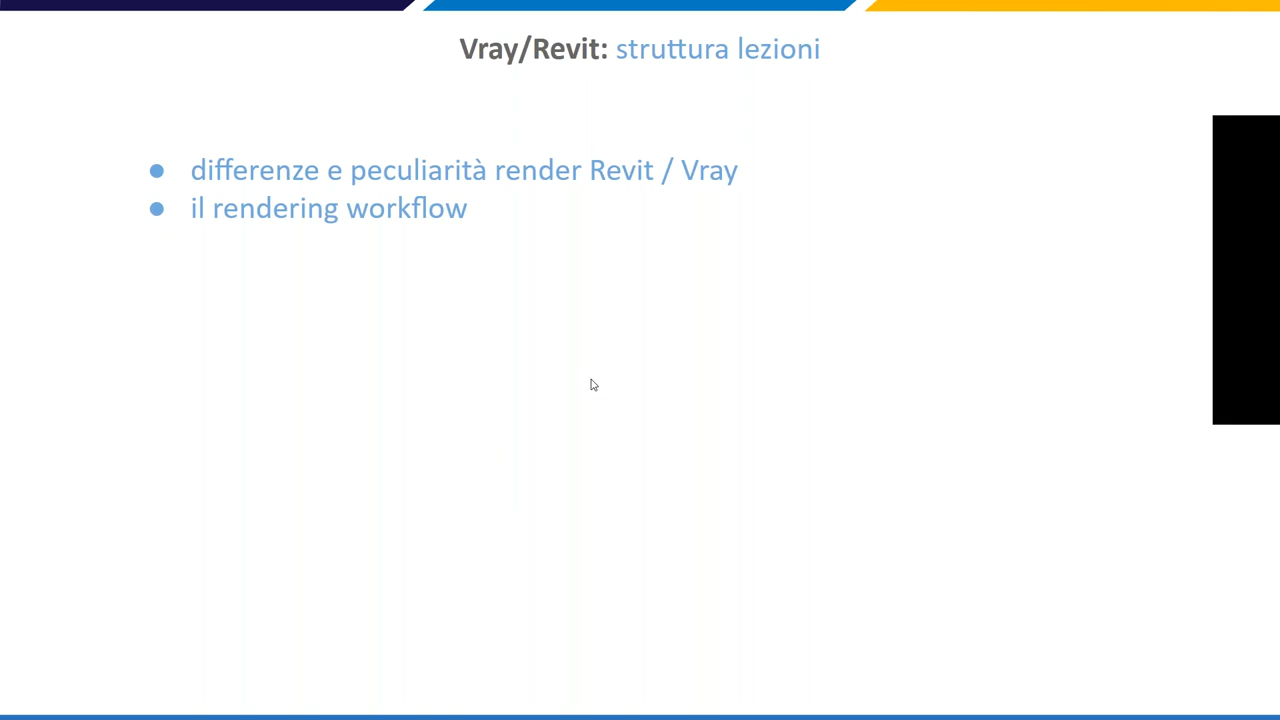 Vray/Revit: struttura lezioni
● differenze e peculiarità render Revit / Vray
● il rendering workflow